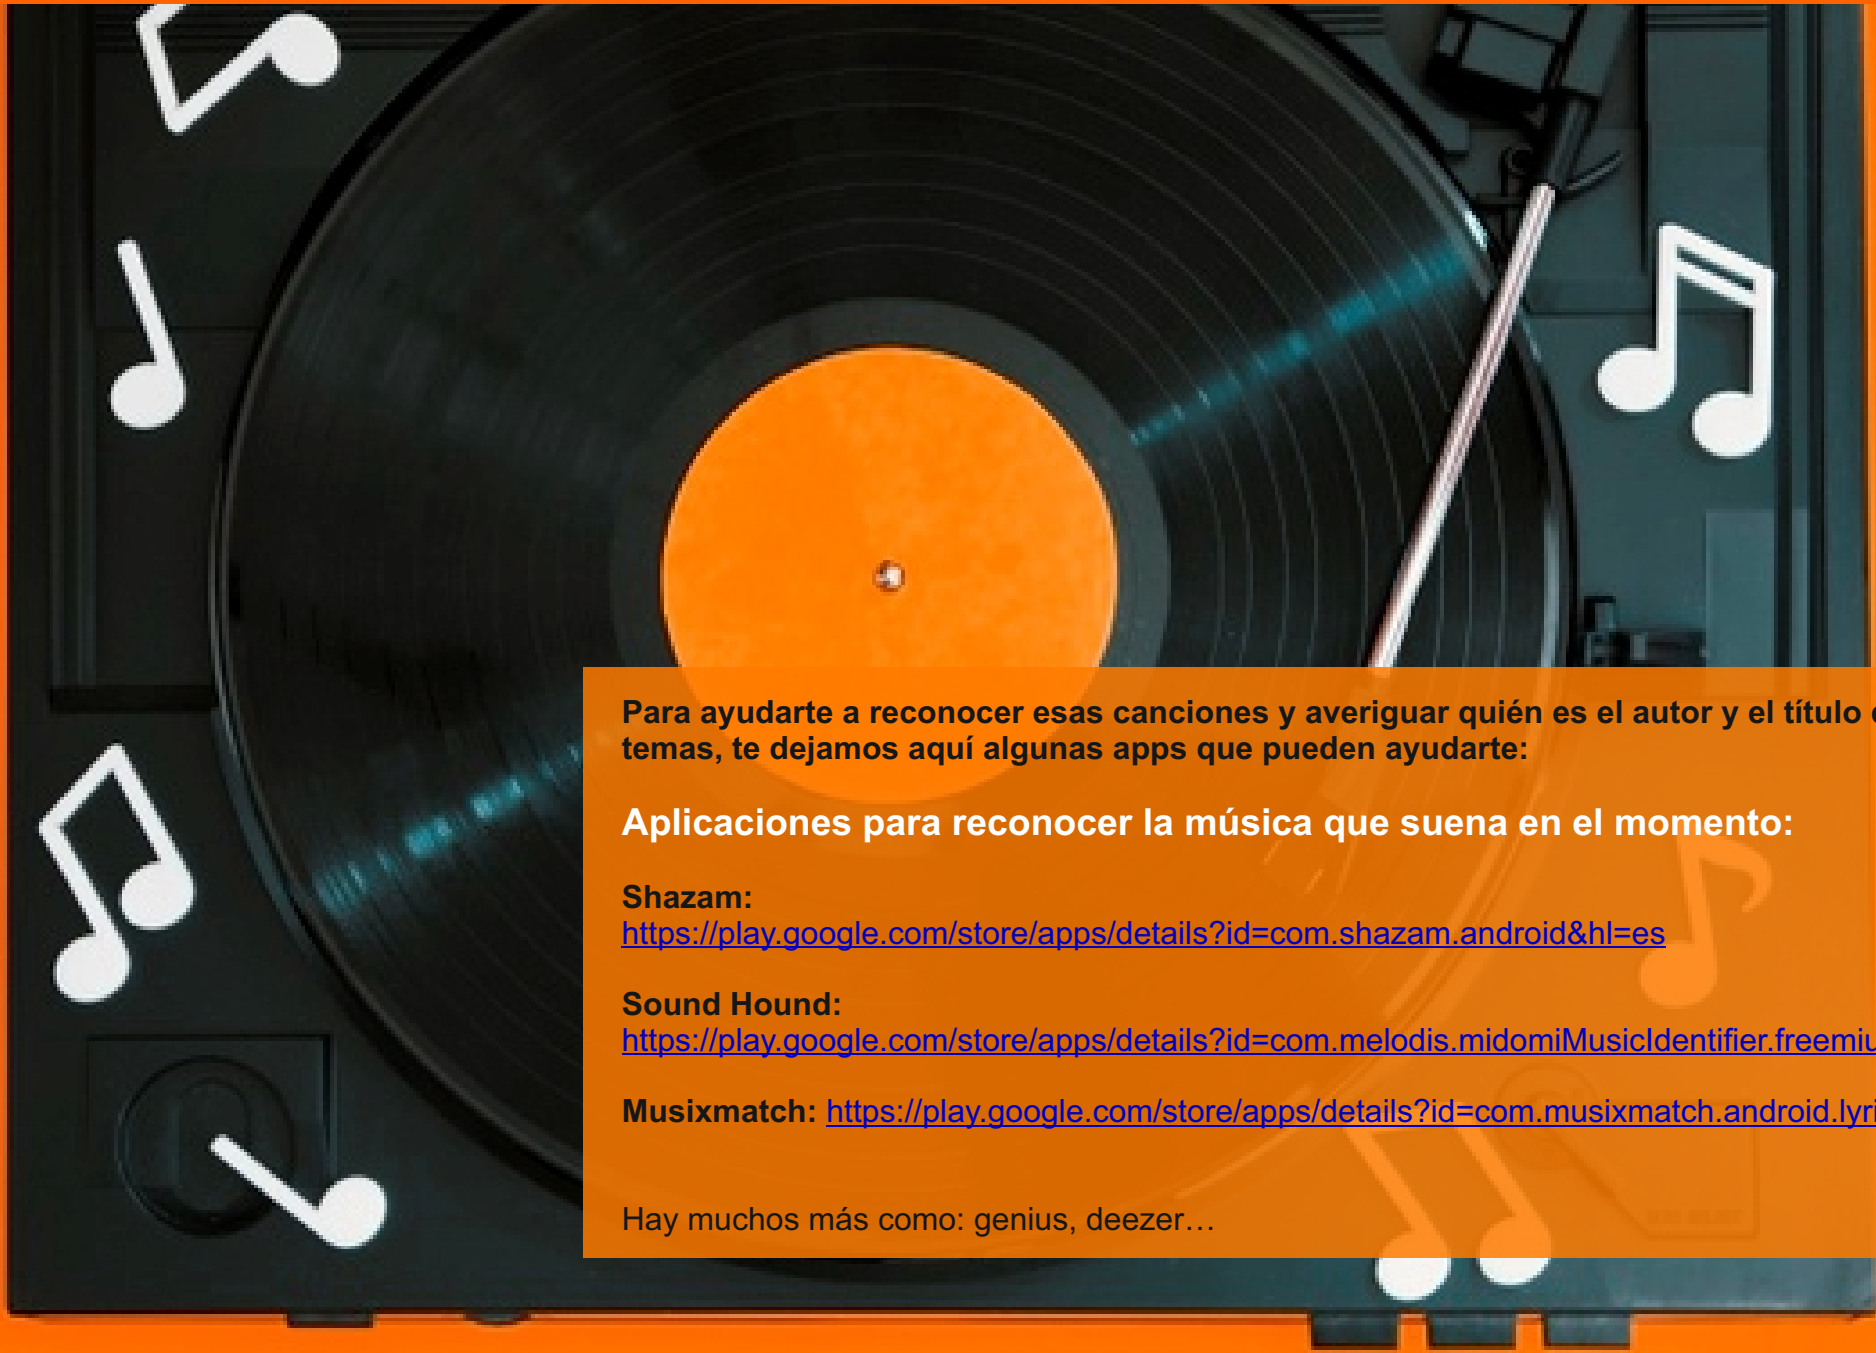 Para ayudarte a reconocer esas canciones y averiguar quién es el autor y el título
temas, te dejamos aquí algunas apps que pueden ayudarte:
Aplicaciones para reconocer la música que suena en el momento:
Shazam:
https://play.google.com/store/apps/details?id=com.shazam.android&hl=es
Sound Hound:
https://play.google.com/store/apps/details?id=com.melodis.midomiMusicIdentifier.freemiu
Musixmatch: https://play.google.com/store/apps/details?id=com.musixmatch.android.lyri
Hay muchos más como: genius, deezer…